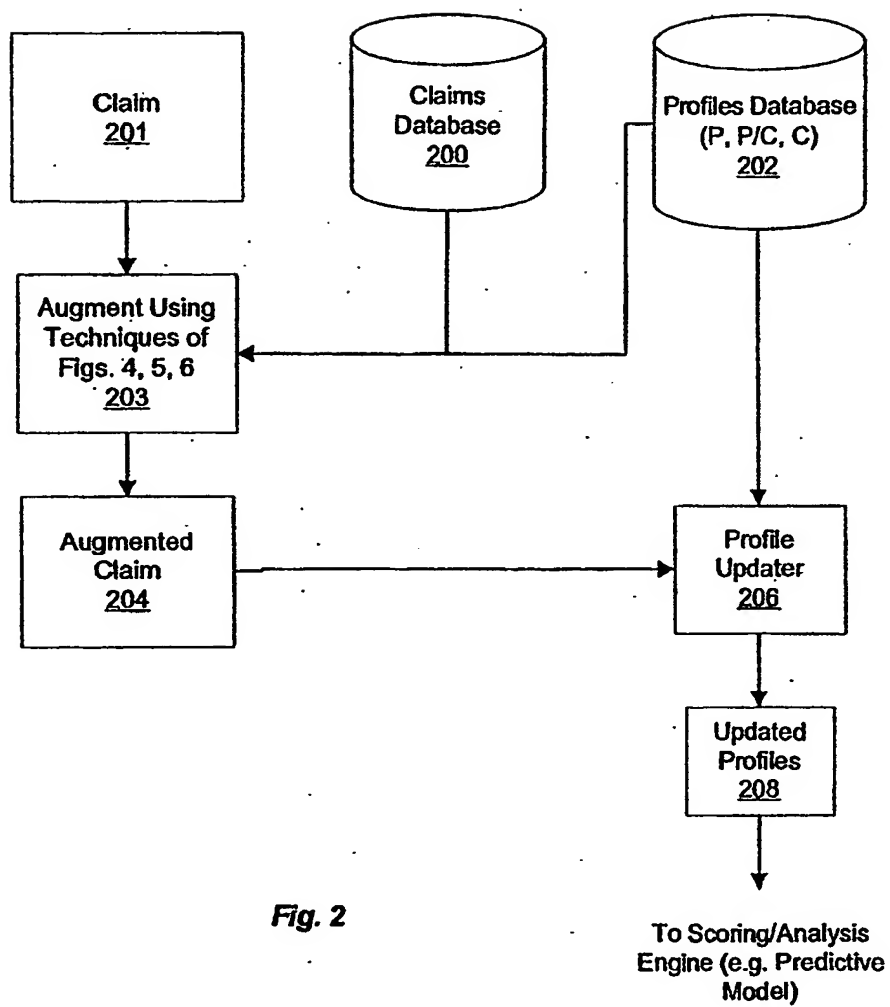 Claim
201
Claims
Database
200
Profiles Database
(P, P/C, C)
202
Augment Using
Techniques of
Figs. 4, 5, 6
203
Augmented
Claim
204
Profile
Updater
206
Updated
Profiles
208
Fig. 2
To Scoring/Analysis
Engine (e.g. Predictive
Model)